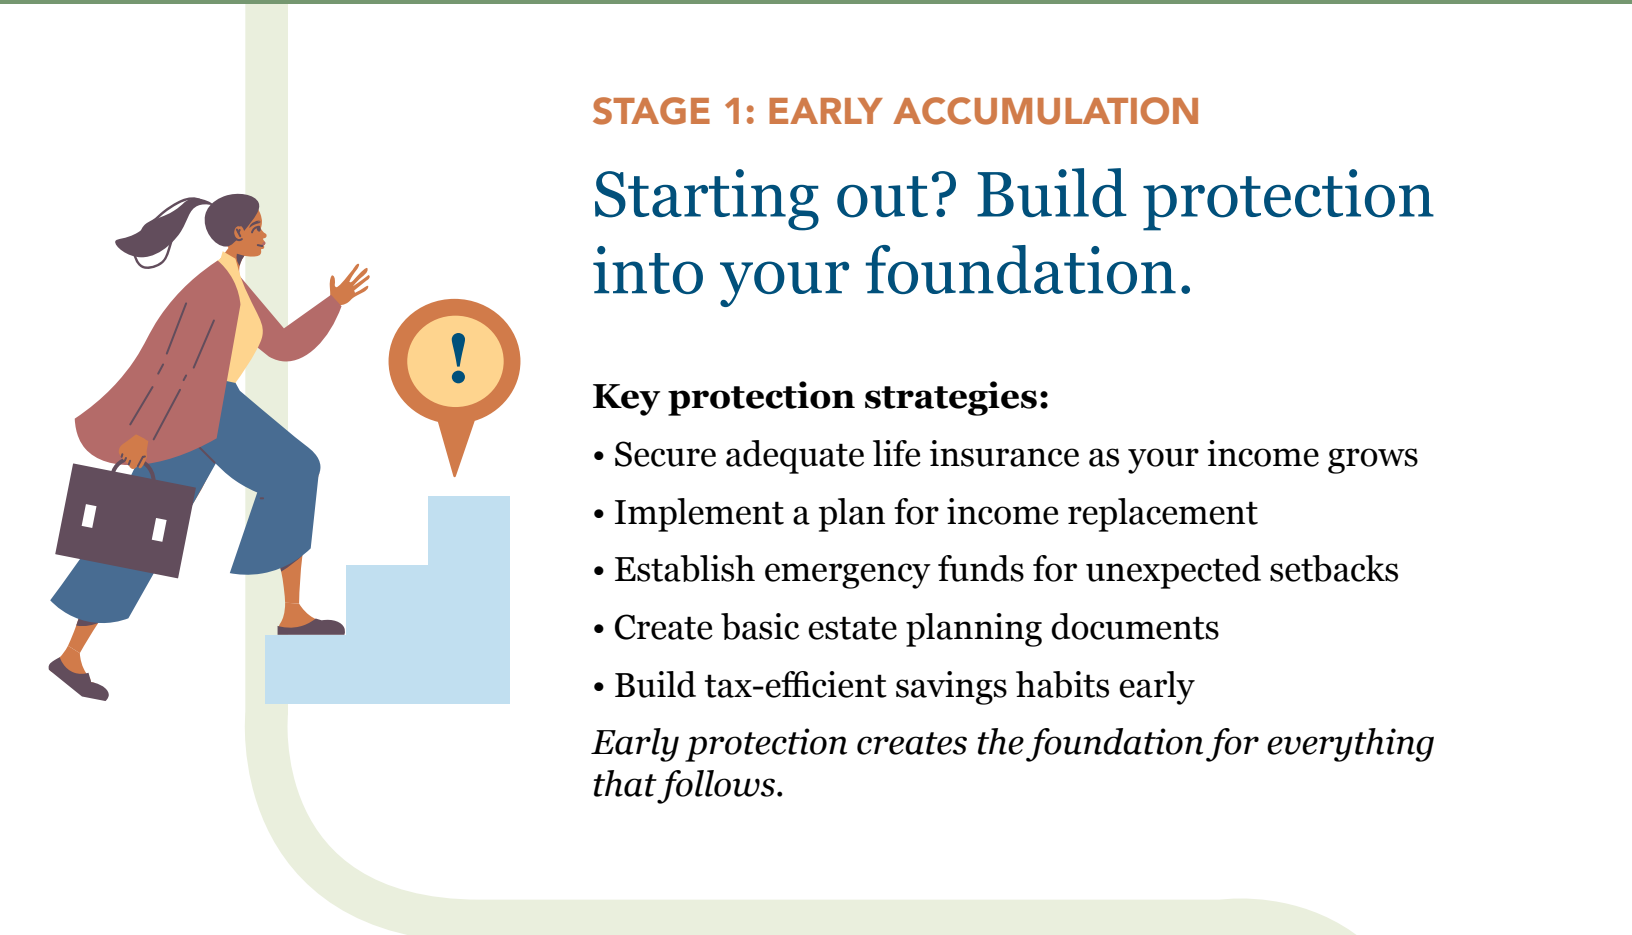 STAGE 1: EARLY ACCUMULATION
Starting out? Build protection
into your foundation.
!
Key protection strategies:
• Secure adequate life insurance as your income grows
• Implement a plan for income replacement
• Establish emergency funds for unexpected setbacks
• Create basic estate planning documents
• Build tax-efficient savings habits early
Early protection creates the foundation for everything
that follows.